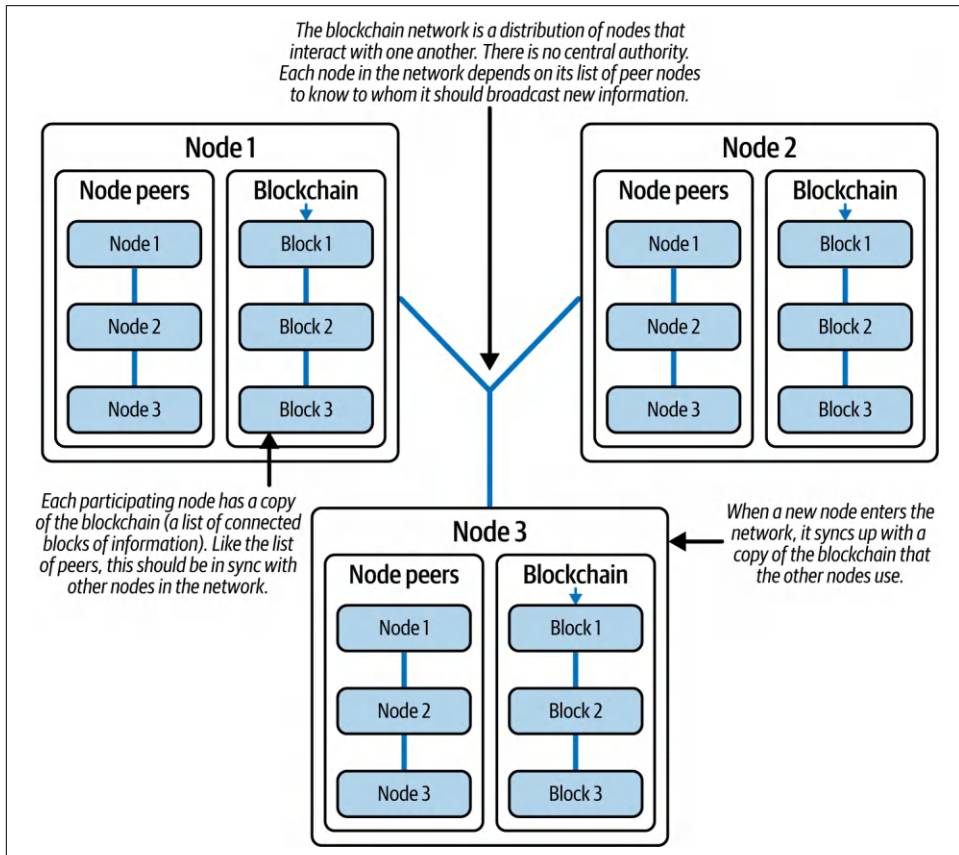 The blockchain network is a distribution of nodes that
interact with one another. There is no central authority.
Each node in the network depends on its list of peer nodes
to know to whom it should broadcast new information.
Node 1
Node peers
Node 1
Node 2
Node 3
Blockchain
Block 1
Block 2
Block 3
Node 2
Node peers
Node 1
Node 2
Node 3
Blockchain
Block 1
Block 2
Block 3
Each participating node has a copy
of the blockchain (a list of connected
blocks of information). Like the list
of peers, this should be in sync with
other nodes in the network.
Node 3
Node peers
Node 1
Node 2
Node 3
Blockchain
Block 1
Block 2
Block 3
When a new node enters the
network, it syncs up with a
copy of the blockchain that
the other nodes use.